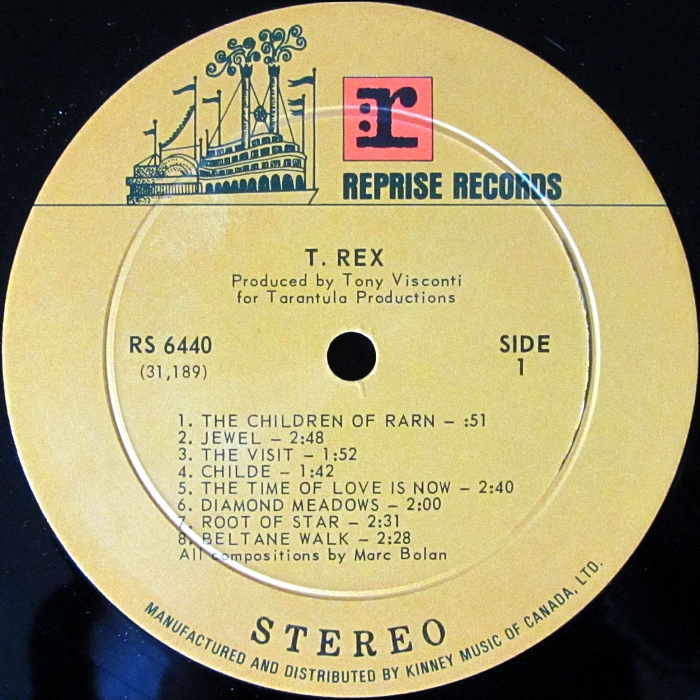 r
REPRISE RECORDS
T. REX
Produced by Tony Visconti
for Tarantula Productions
RS 6440
(31,189)
SIDE
1
1. THE CHILDREN OF RARN – :51
2. JEWEL – 2:48
3. THE VISIT – 1:52
4. CHILDE – 1:42
5. THE TIME OF LOVE IS NOW – 2:40
6. DIAMOND MEADOWS – 2:00
7. ROOT OF STAR – 2:31
8. BELTANE WALK – 2:28
All compositions by Marc Bolan
STEREO
MANUFACTURED AND DISTRIBUTED BY KINNEY MUSIC OF CANADA, LTD.